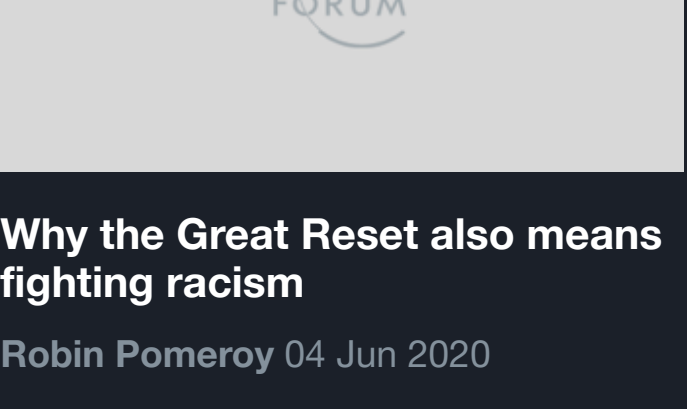 FORUM
Why the Great Reset also means
fighting racism
Robin Pomeroy 04 Jun 2020